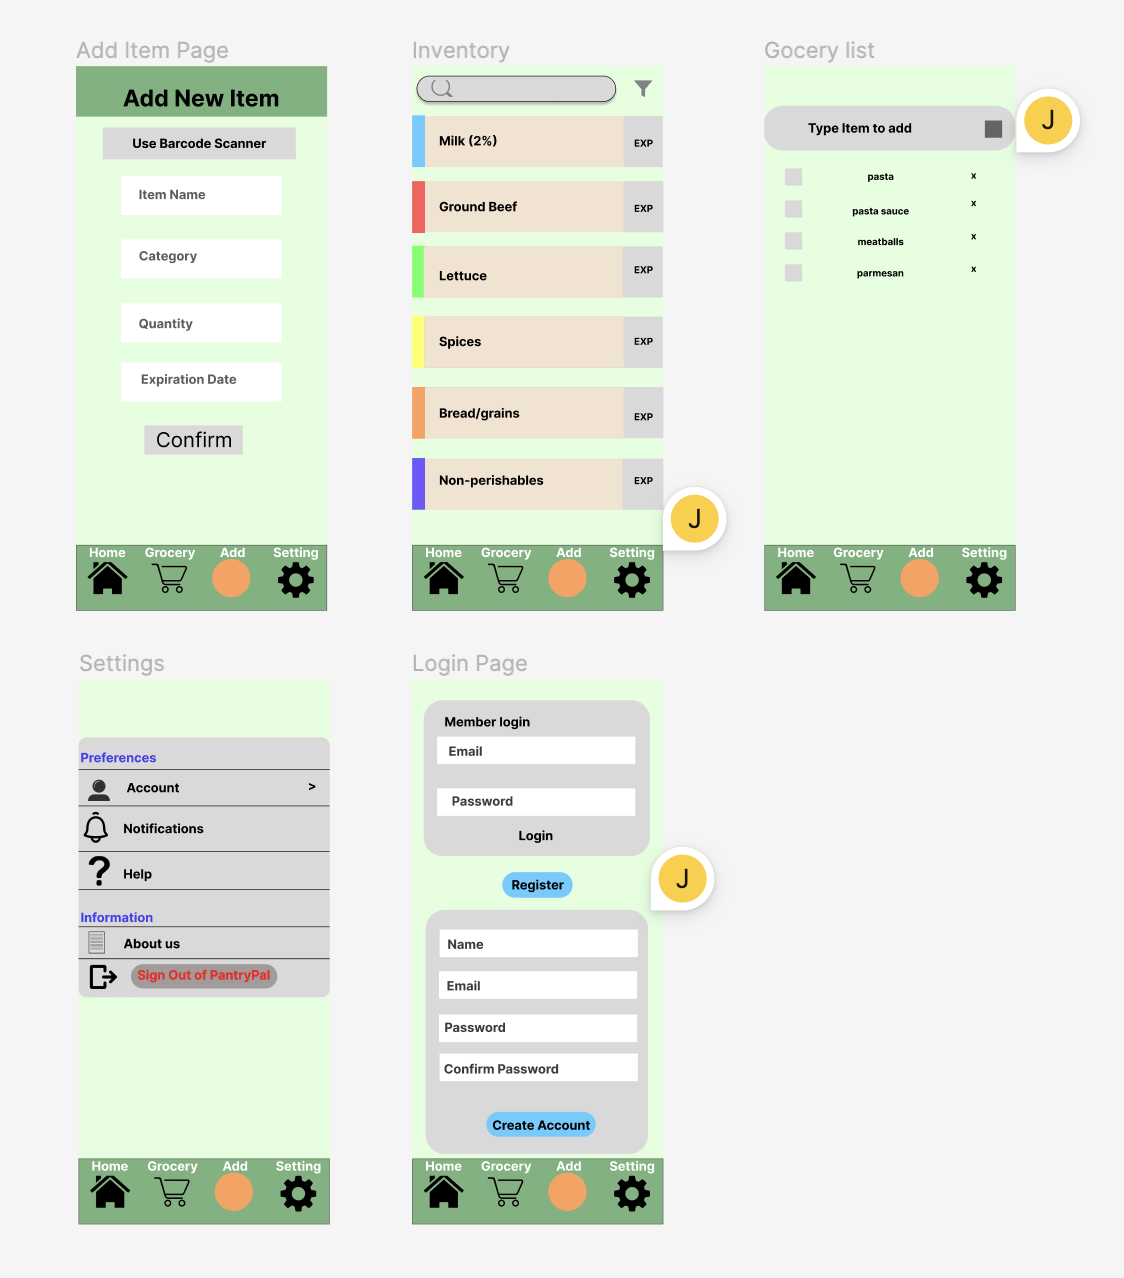 Add Item Page
Add New Item
Use Barcode Scanner
Item Name
Category
Quantity
Expiration Date
Confirm
Home Grocery Add Setting
Inventory
Milk (2%) EXP
Ground Beef EXP
Lettuce EXP
Spices EXP
Bread/grains EXP
Non-perishables EXP
J
Home Grocery Add Setting
Gocery list
Type Item to add
J
pasta x
pasta sauce x
meatballs x
parmesan x
Home Grocery Add Setting
Settings
Preferences
Account >
Notifications
? Help
Information
About us
Sign Out of PantryPal
Home Grocery Add Setting
Login Page
Member login
Email
Password
Login
Register
J
Name
Email
Password
Confirm Password
Create Account
Home Grocery Add Setting